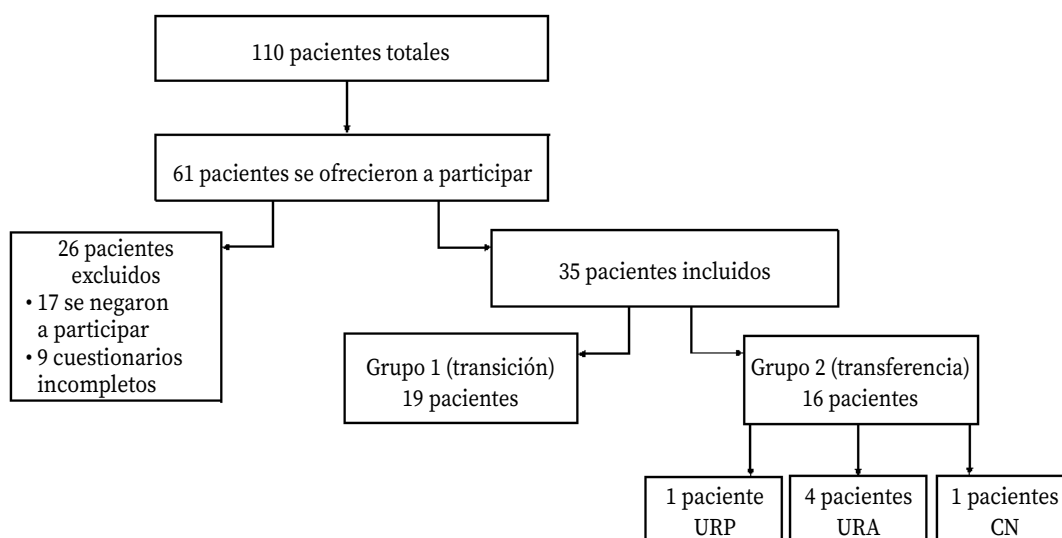 110 pacientes totales
61 pacientes se ofrecieron a participar
26 pacientes
excluidos
• 17 se negaron
a participar
• 9 cuestionarios
incompletos
35 pacientes incluidos
Grupo 1 (transición)
19 pacientes
Grupo 2 (transferencia)
16 pacientes
1 paciente
URP
4 pacientes
URA
1 pacientes
CN